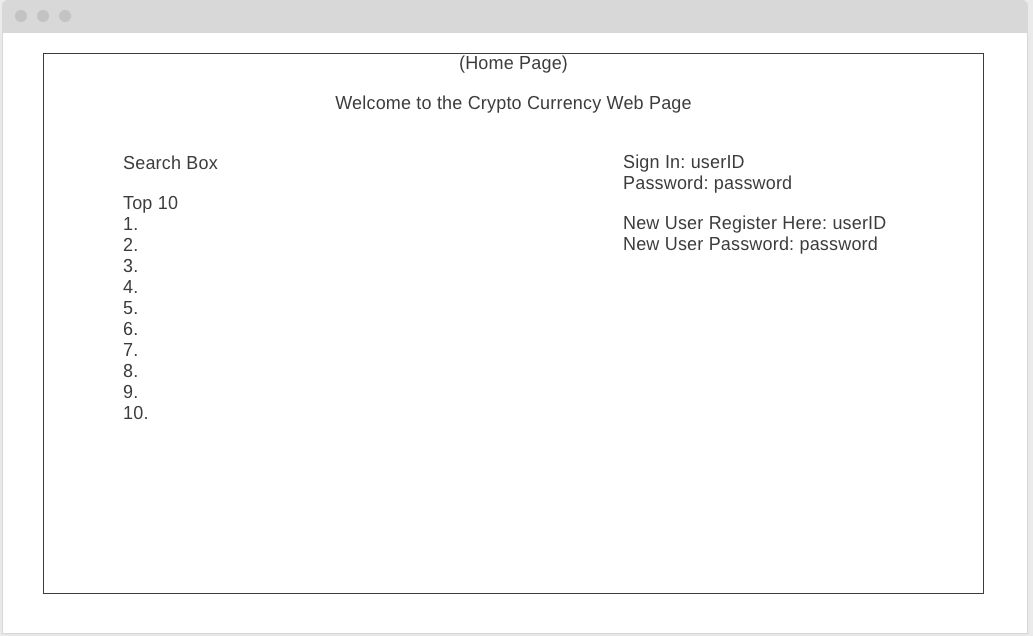 (Home Page)
Welcome to the Crypto Currency Web Page
Search Box
Top 10
1.
2.
3.
4.
5.
6.
7.
8.
9.
10.
Sign In: userID
Password: password
New User Register Here: userID
New User Password: password